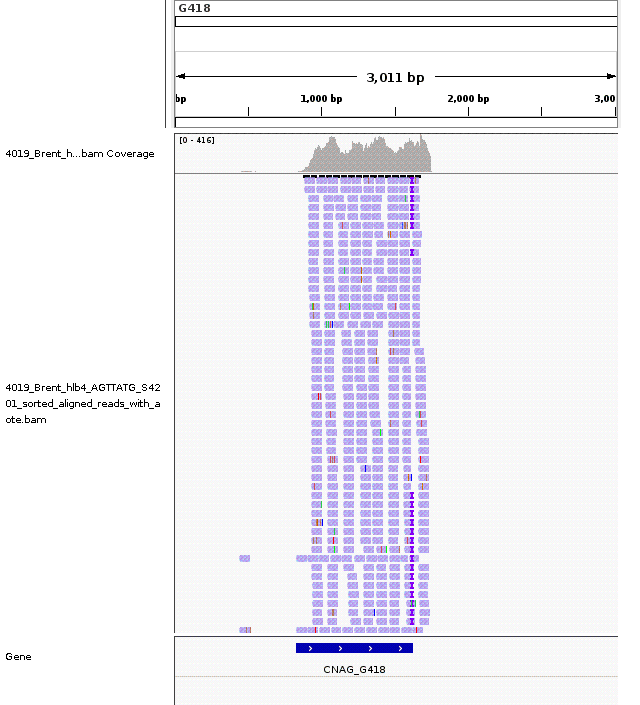 G418
3,011 bp
bp
1,000 bp
2,000 bp
3,00
[0 - 416]
4019_Brent_h...bam Coverage
4019_Brent_hlb4_AGTTATG_S42
01_sorted_aligned_reads_with_a
ote.bam
Gene
CNAG_G418